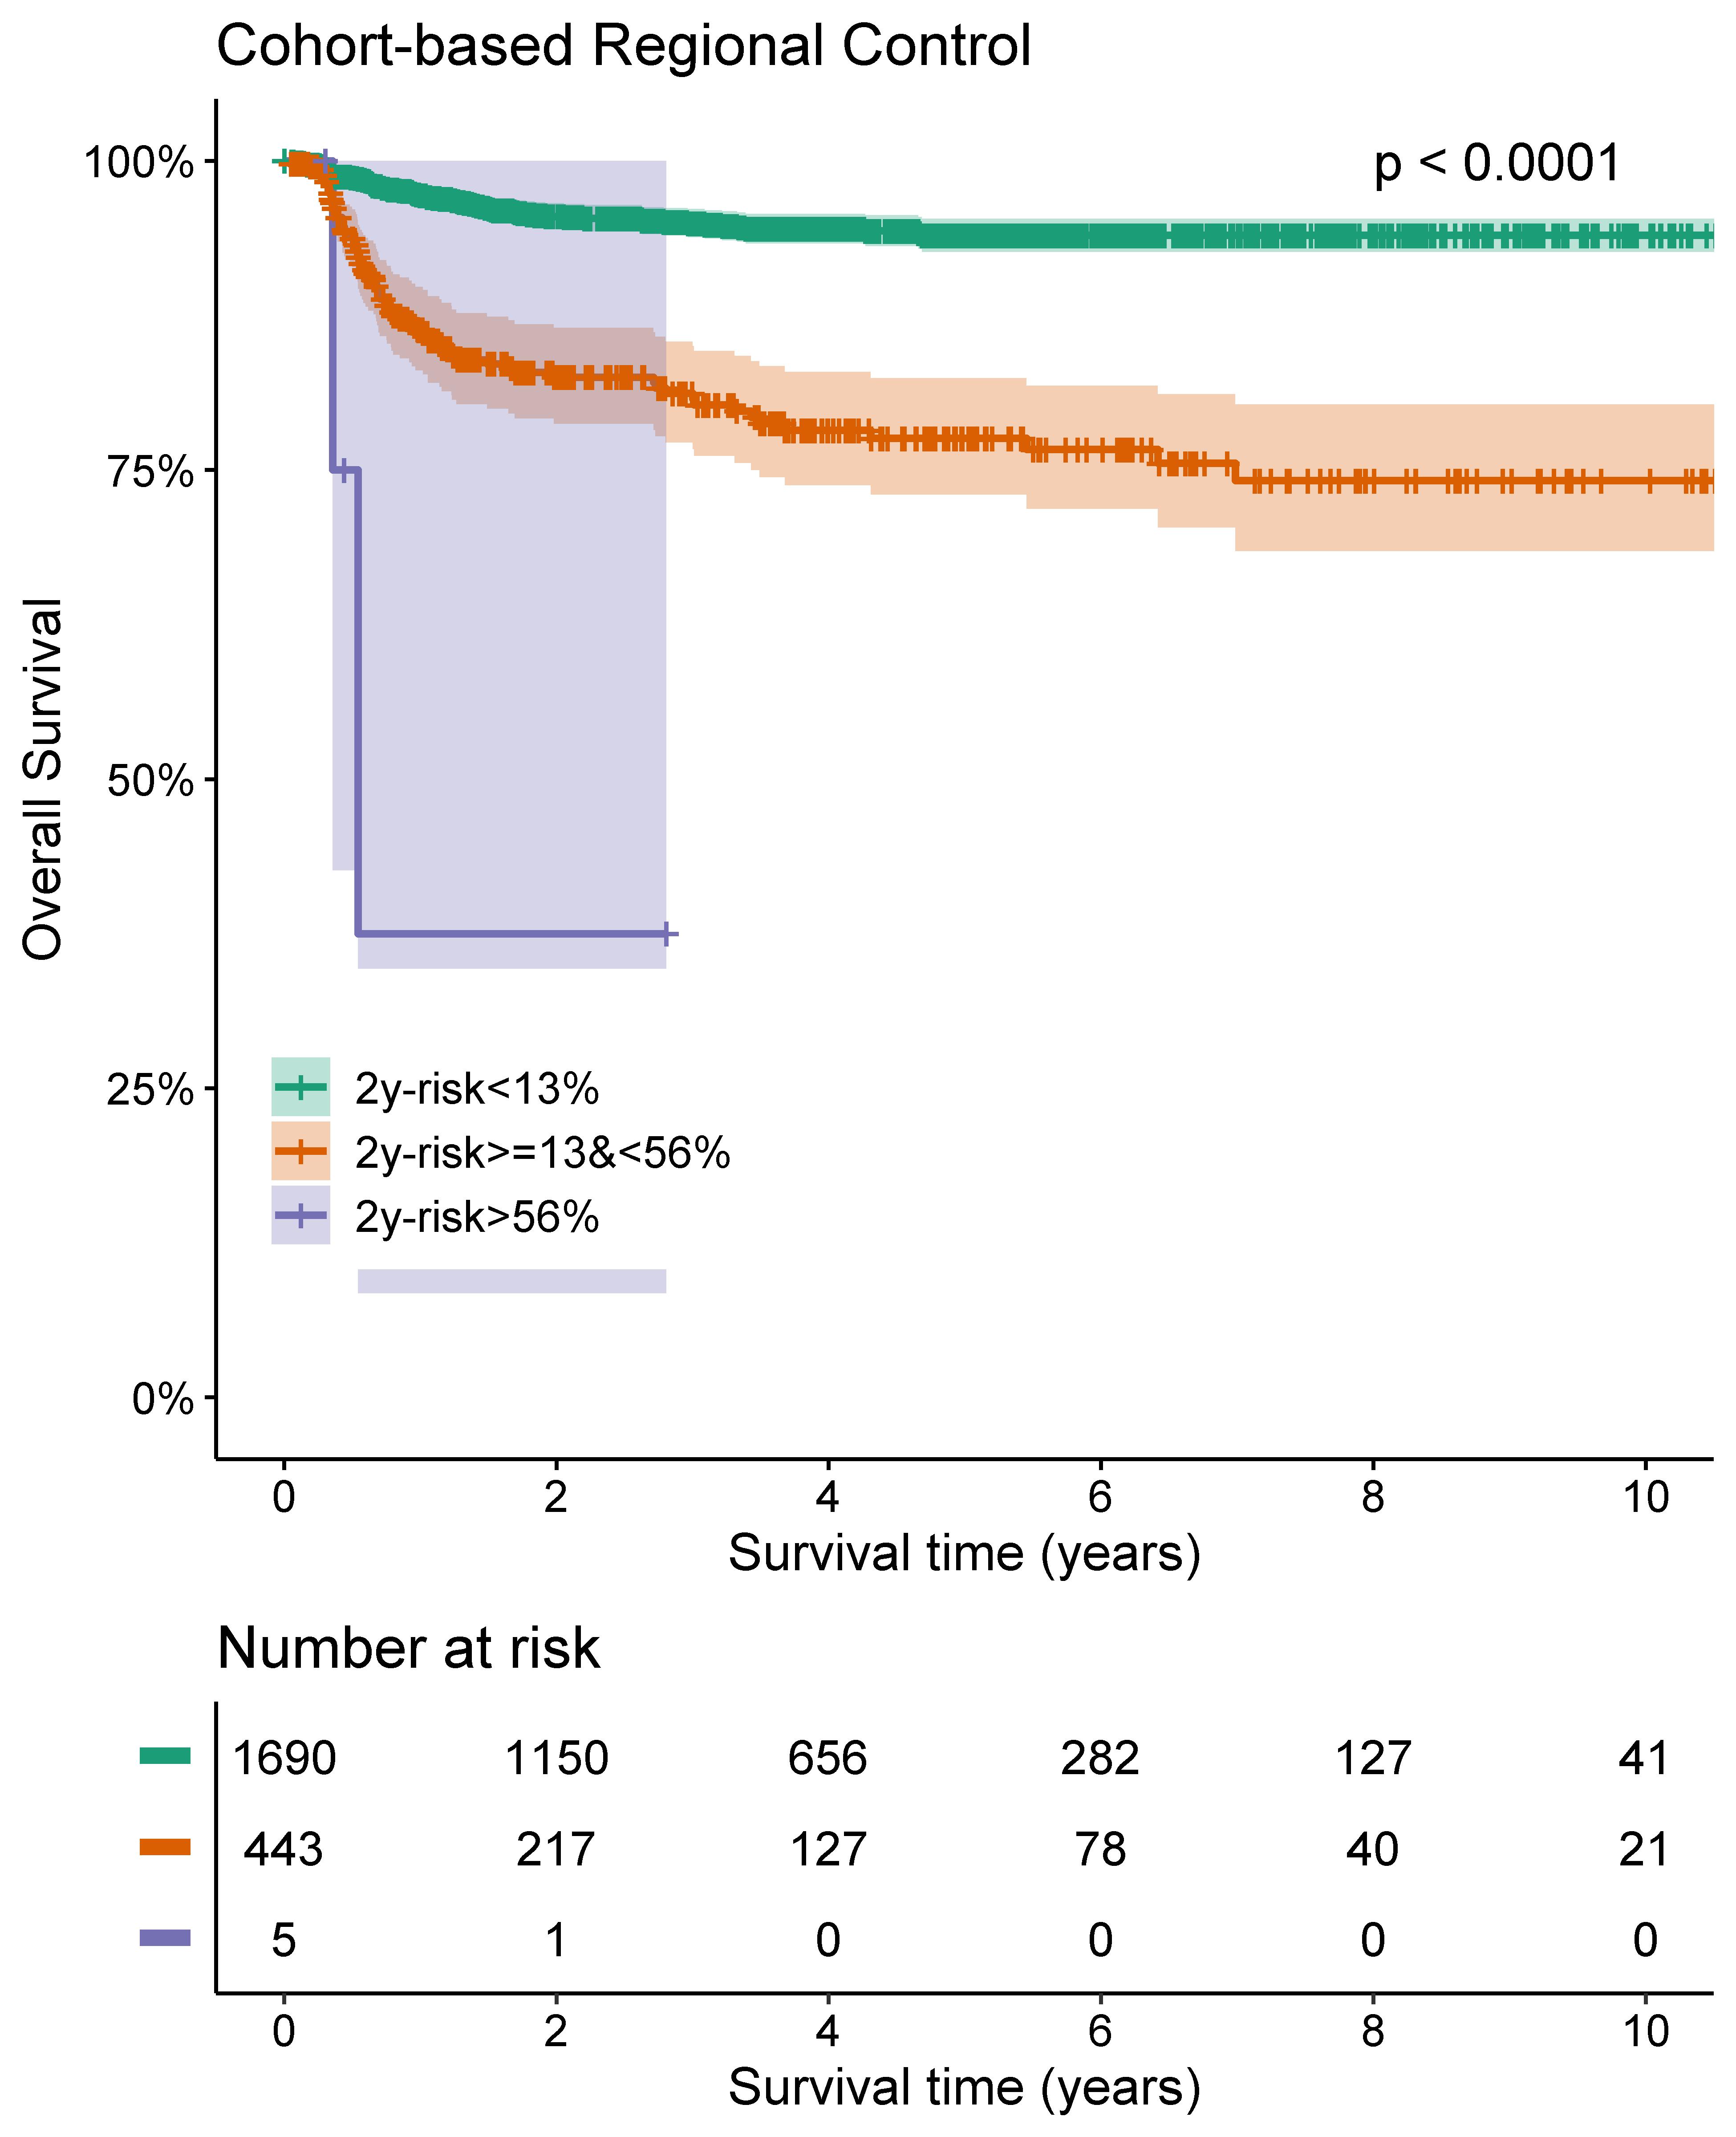 Cohort-based Regional Control
p < 0.0001
100%
75%
50%
25%
0%
Overall Survival
2y-risk<13%
2y-risk>=13&<56%
2y-risk>56%
0 2 4 6 8 10
Survival time (years)
Number at risk
1690 1150 656 282 127 41
443 217 127 78 40 21
5 1 0 0 0 0
0 2 4 6 8 10
Survival time (years)